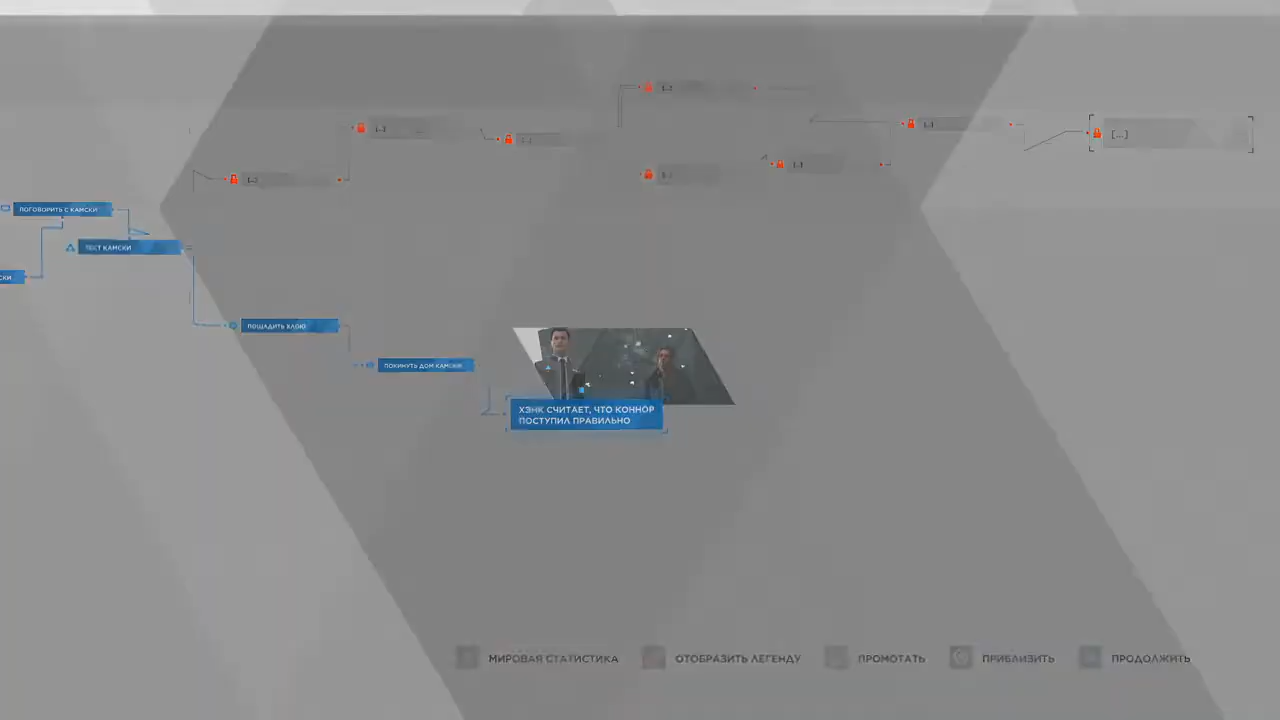 [...]
[...]
[...]
[...]
[...]
[...]
[...]
[...]
ПОГОВОРИТЬ С КАМСКИ
ТЕСТ КАМСКИ
СКИ
ПОЩАДИТЬ ХЛОЮ
ПОКИНУТЬ ДОМ КАМСКИ
ХЭНК СЧИТАЕТ, ЧТО КОННОР
ПОСТУПИЛ ПРАВИЛЬНО
МИРОВАЯ СТАТИСТИКА
ОТОБРАЗИТЬ ЛЕГЕНДУ
ПРОМОТАТЬ
ПРИБЛИЗИТЬ
ПРОДОЛЖИТЬ